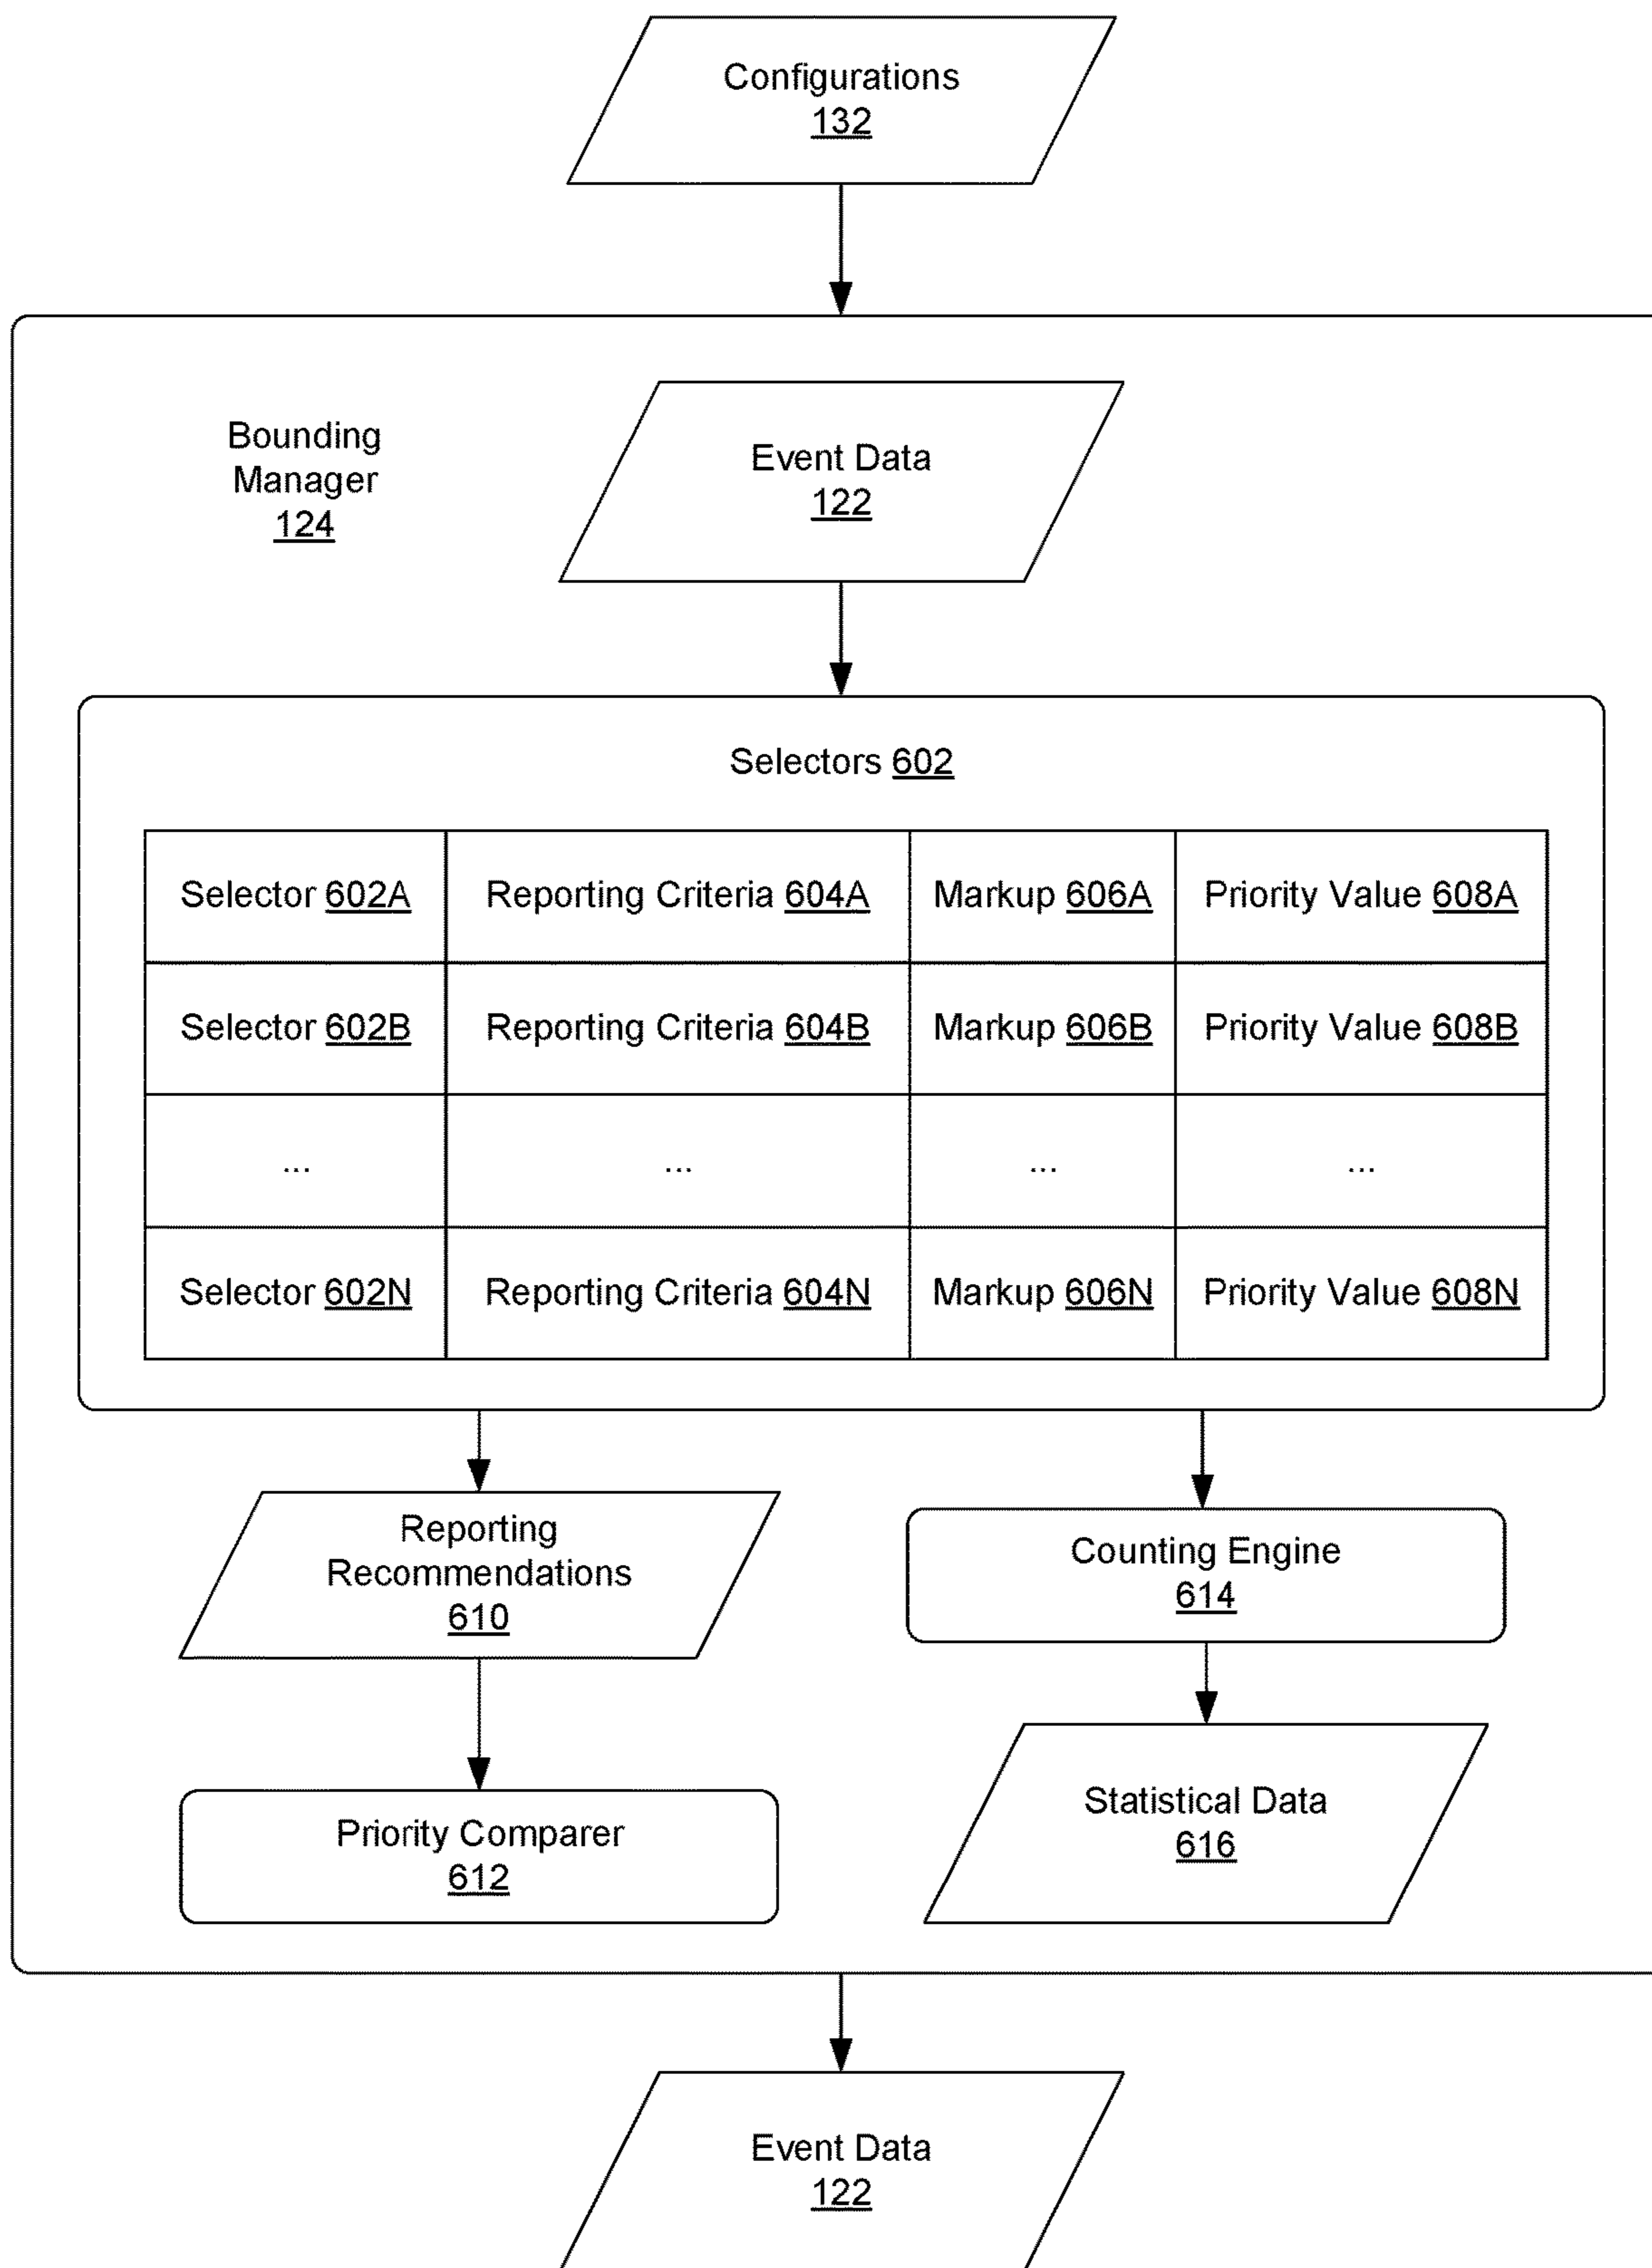 Configurations
132
Bounding
Manager
124
Event Data
122
Selectors 602
Selector 602A Reporting Criteria 604A Markup 606A Priority Value 608A
Selector 602B Reporting Criteria 604B Markup 606B Priority Value 608B
... ... ... ...
Selector 602N Reporting Criteria 604N Markup 606N Priority Value 608N
Reporting
Recommendations
610
Counting Engine
614
Priority Comparer
612
Statistical Data
616
Event Data
122